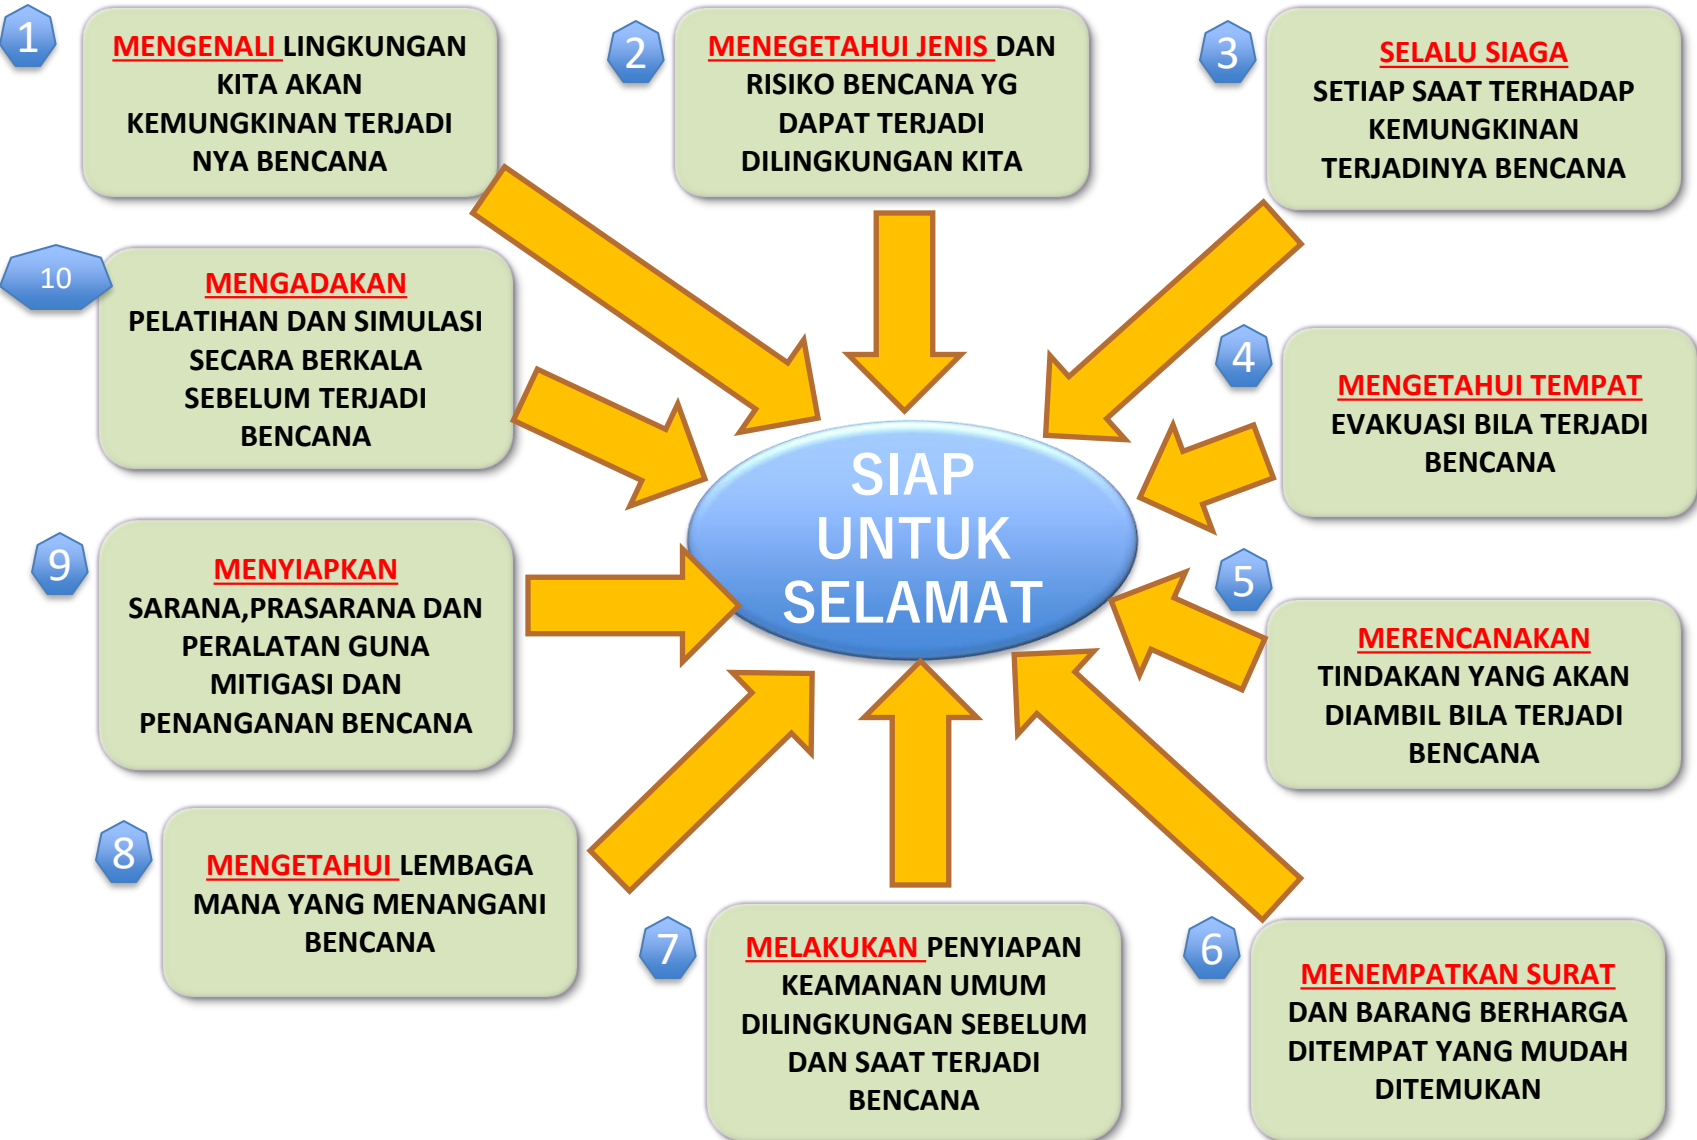 1
MENGENALI LINGKUNGAN
KITA AKAN
KEMUNGKINAN TERJADI
NYA BENCANA
2
MENEGETAHUI JENIS DAN
RISIKO BENCANA YG
DAPAT TERJADI
DILINGKUNGAN KITA
3
SELALU SIAGA
SETIAP SAAT TERHADAP
KEMUNGKINAN
TERJADINYA BENCANA
4
MENGETAHUI TEMPAT
EVAKUASI BILA TERJADI
BENCANA
5
MERENCANAKAN
TINDAKAN YANG AKAN
DIAMBIL BILA TERJADI
BENCANA
6
MENEMPATKAN SURAT
DAN BARANG BERHARGA
DITEMPAT YANG MUDAH
DITEMUKAN
7
MELAKUKAN PENYIAPAN
KEAMANAN UMUM
DILINGKUNGAN SEBELUM
DAN SAAT TERJADI
BENCANA
8
MENGETAHUI LEMBAGA
MANA YANG MENANGANI
BENCANA
9
MENYIAPKAN
SARANA,PRASARANA DAN
PERALATAN GUNA
MITIGASI DAN
PENANGANAN BENCANA
10
MENGADAKAN
PELATIHAN DAN SIMULASI
SECARA BERKALA
SEBELUM TERJADI
BENCANA
SIAP
UNTUK
SELAMAT